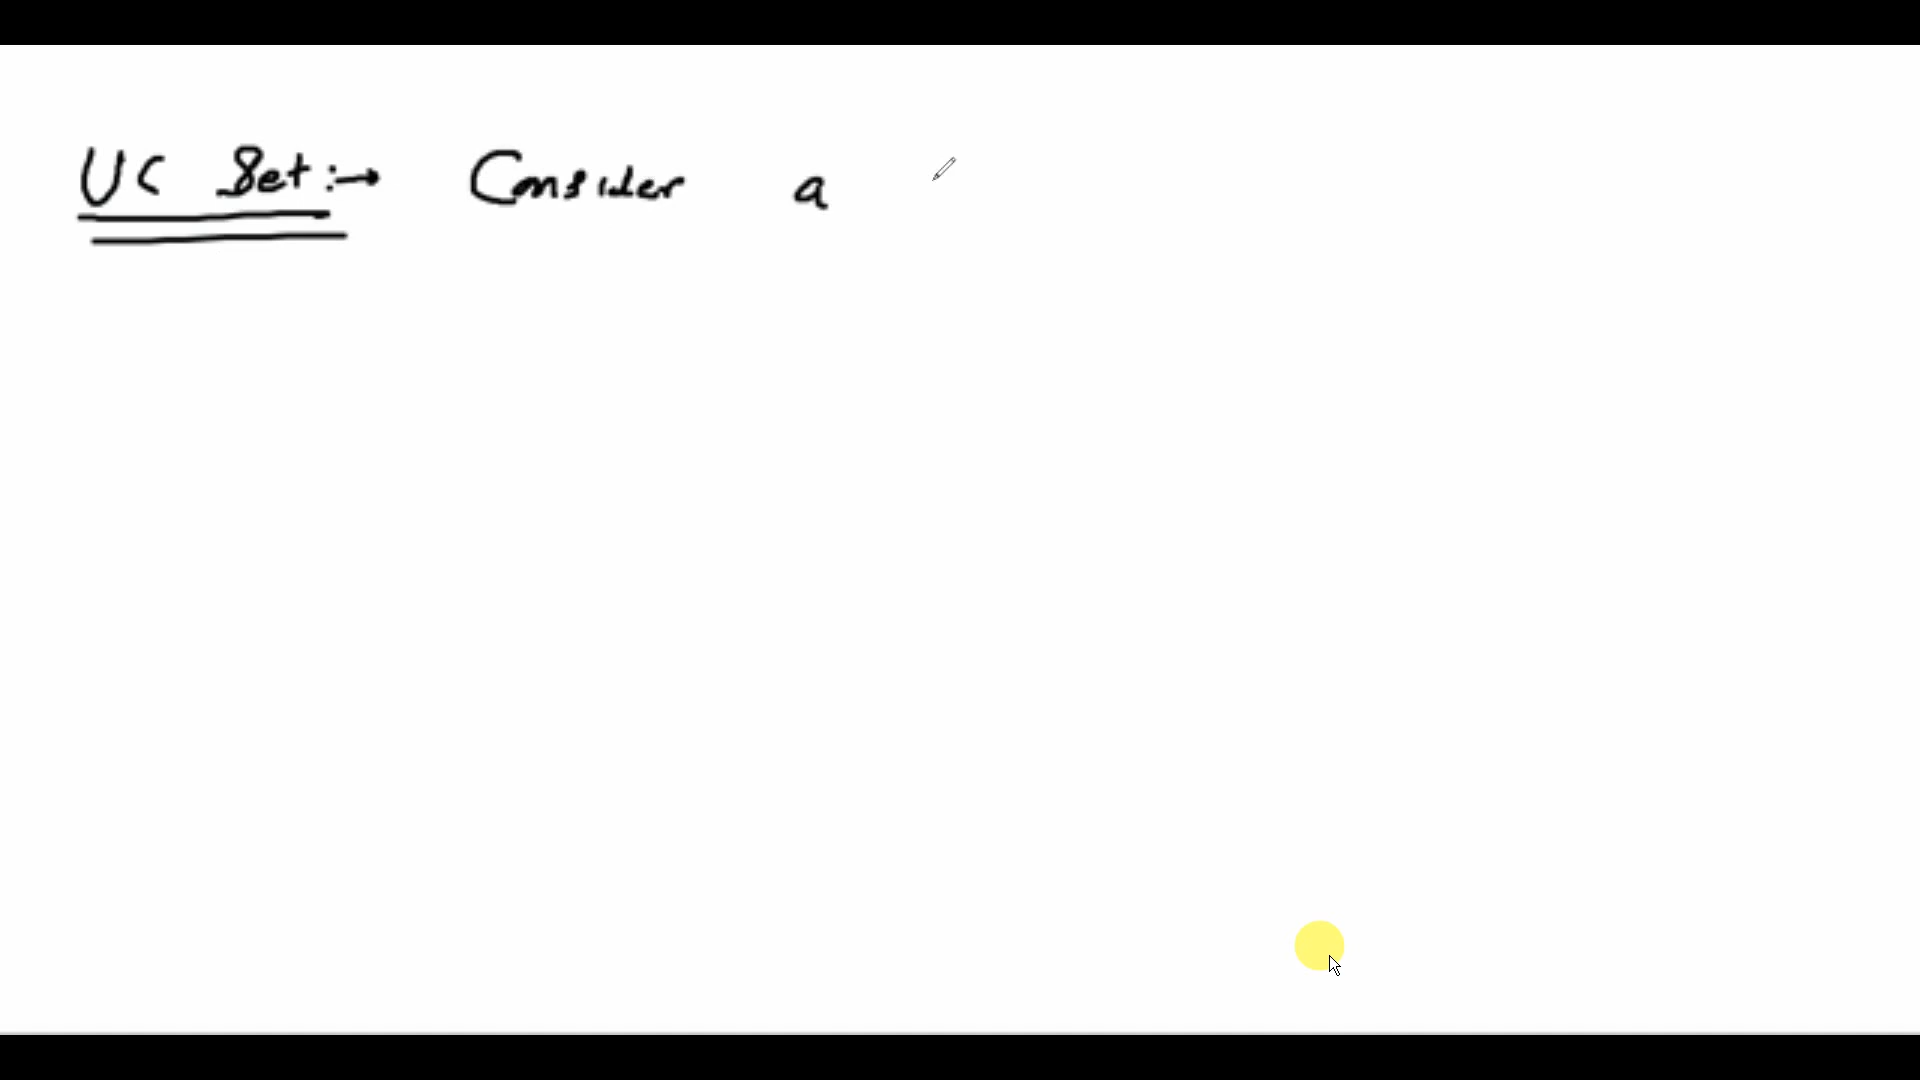 UC Set :→ Consider a